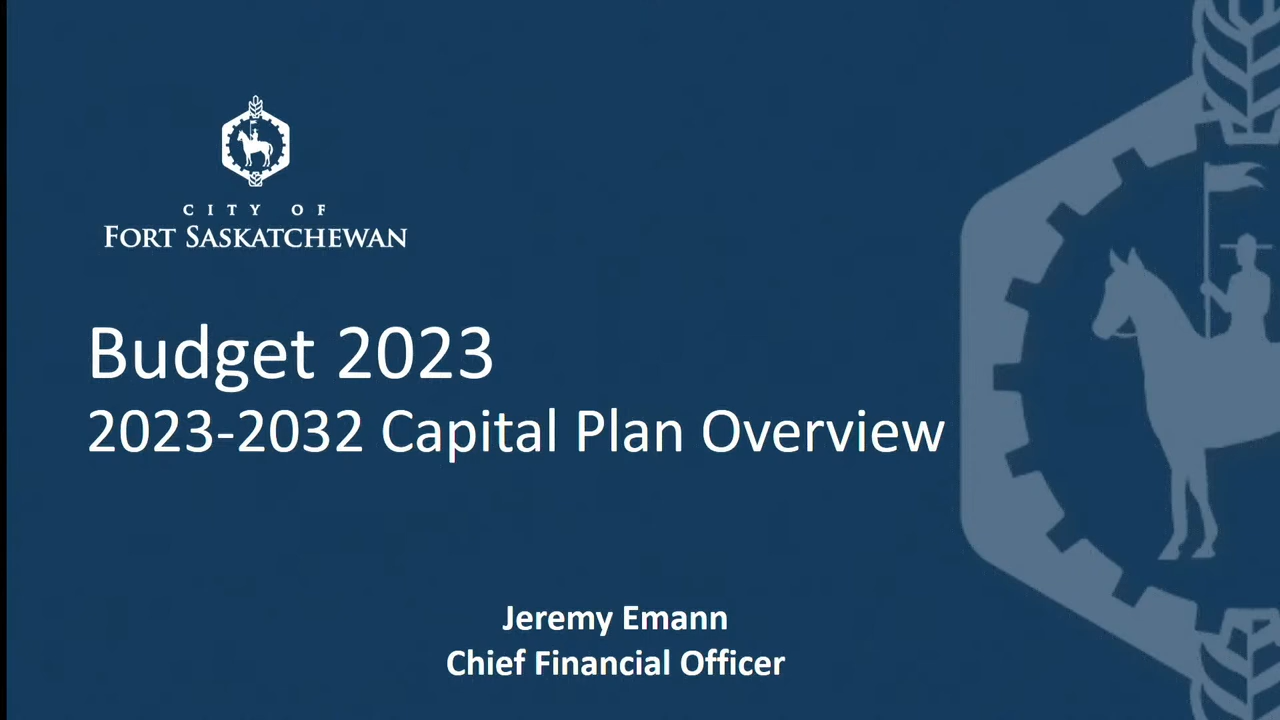 CITY OF
FORT SASKATCHEWAN
Budget 2023
2023-2032 Capital Plan Overview
Jeremy Emann
Chief Financial Officer